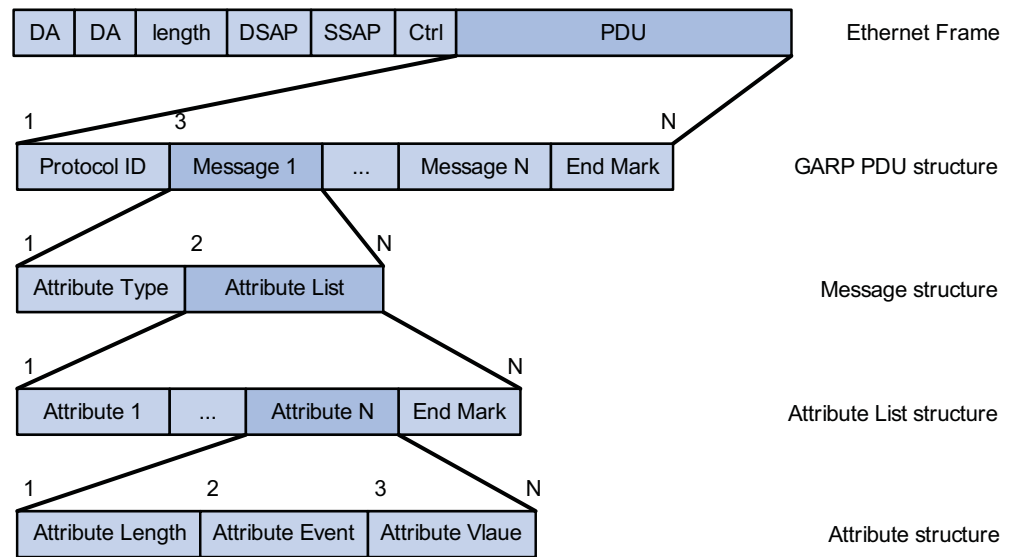 DA DA length DSAP SSAP Ctrl PDU Ethernet Frame
1 3 N
Protocol ID Message 1 ... Message N End Mark GARP PDU structure
1 2 N
Attribute Type Attribute List Message structure
1 N
Attribute 1 ... Attribute N End Mark Attribute List structure
1 2 3 N
Attribute Length Attribute Event Attribute Vlaue Attribute structure